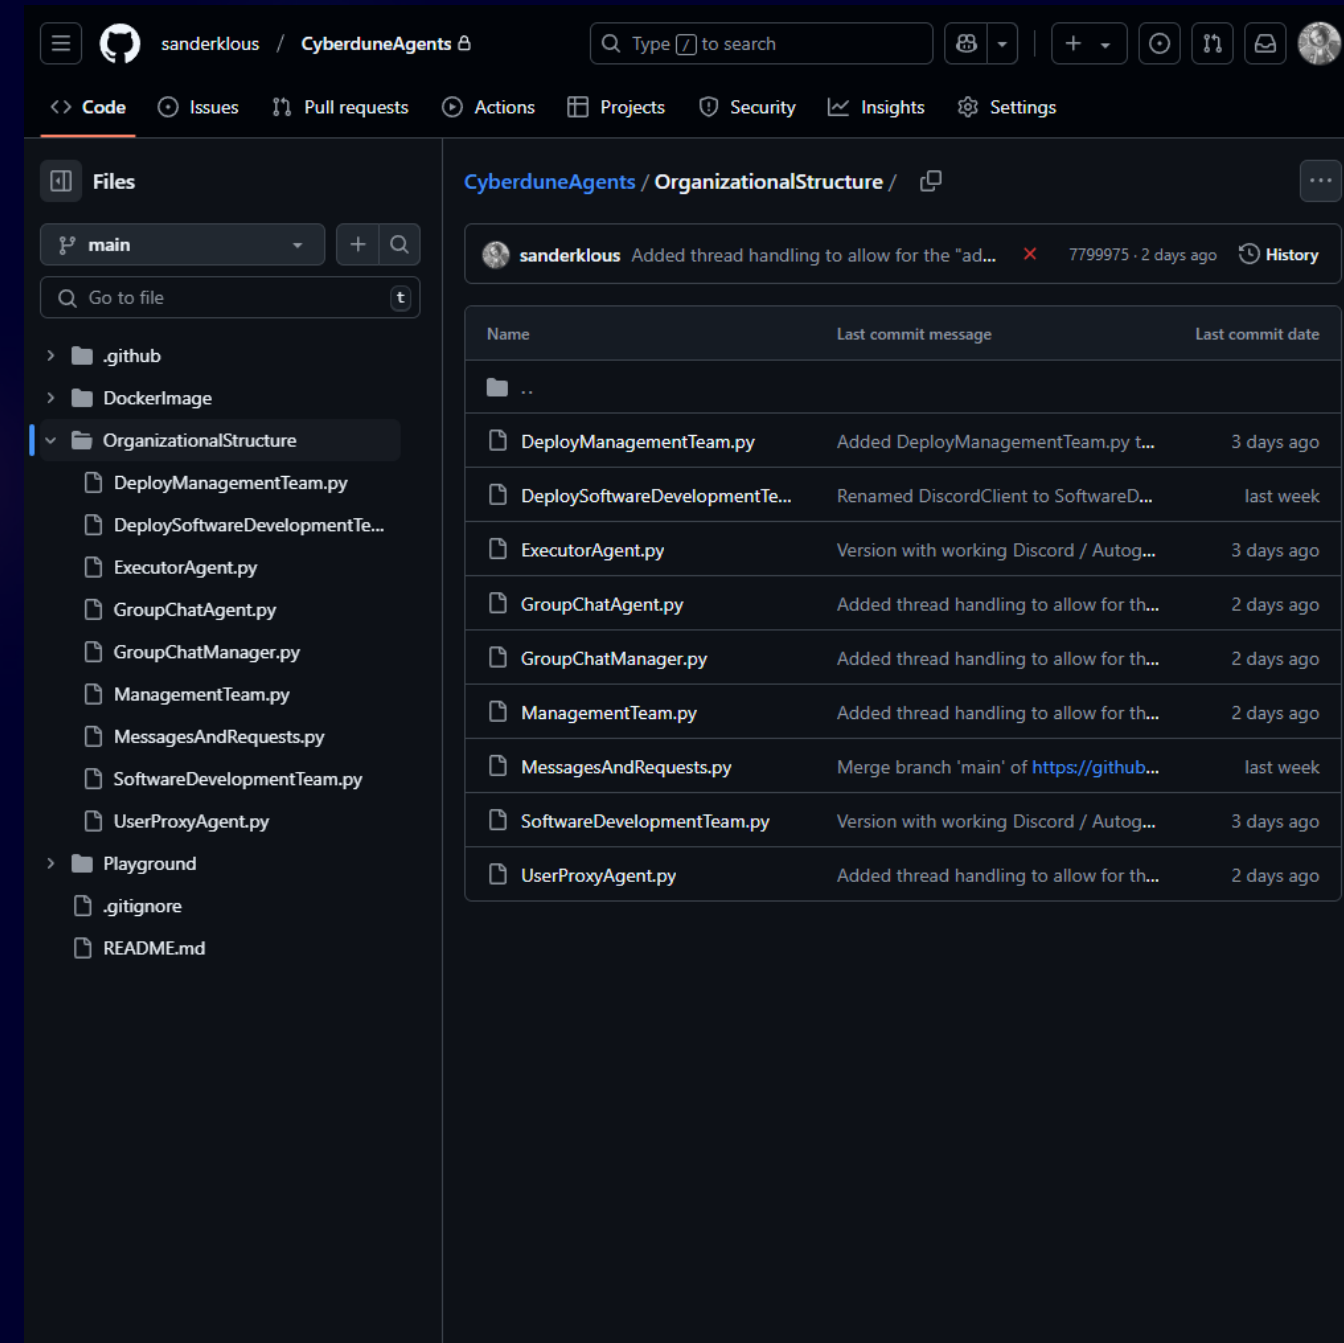 sanderklous / CyberduneAgents
Type / to search
Code
Issues
Pull requests
Actions
Projects
Security
Insights
Settings
Files
main
Go to file
t
.github
DockerImage
OrganizationalStructure
DeployManagementTeam.py
DeploySoftwareDevelopmentTe...
ExecutorAgent.py
GroupChatAgent.py
GroupChatManager.py
ManagementTeam.py
MessagesAndRequests.py
SoftwareDevelopmentTeam.py
UserProxyAgent.py
Playground
.gitignore
README.md
CyberduneAgents / OrganizationalStructure /
sanderklous Added thread handling to allow for the "ad... 7799975 · 2 days ago History
Name Last commit message Last commit date
..
DeployManagementTeam.py Added DeployManagementTeam.py t... 3 days ago
DeploySoftwareDevelopmentTe... Renamed DiscordClient to SoftwareD... last week
ExecutorAgent.py Version with working Discord / Autog... 3 days ago
GroupChatAgent.py Added thread handling to allow for th... 2 days ago
GroupChatManager.py Added thread handling to allow for th... 2 days ago
ManagementTeam.py Added thread handling to allow for th... 2 days ago
MessagesAndRequests.py Merge branch 'main' of https://github... last week
SoftwareDevelopmentTeam.py Version with working Discord / Autog... 3 days ago
UserProxyAgent.py Added thread handling to allow for th... 2 days ago